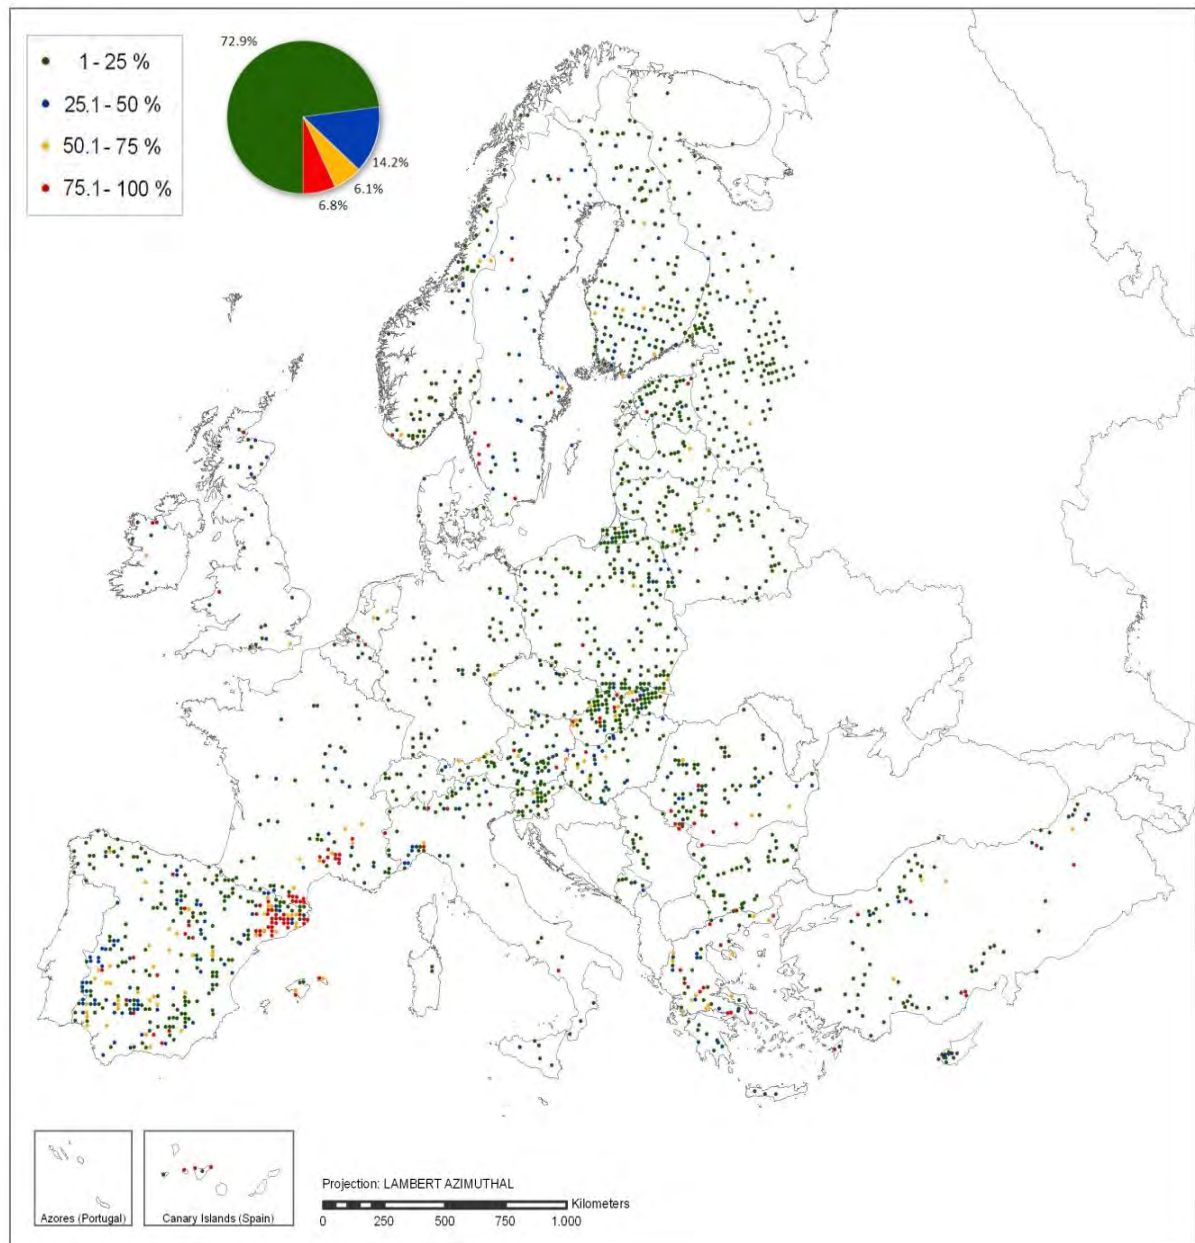 72.9%
1 - 25 %
25.1 - 50 %
50.1 - 75 %
75.1 - 100 %
14.2%
6.1%
6.8%
Projection: LAMBERT AZIMUTHAL
Kilometers
0 250 500 750 1.000
Azores (Portugal)
Canary Islands (Spain)